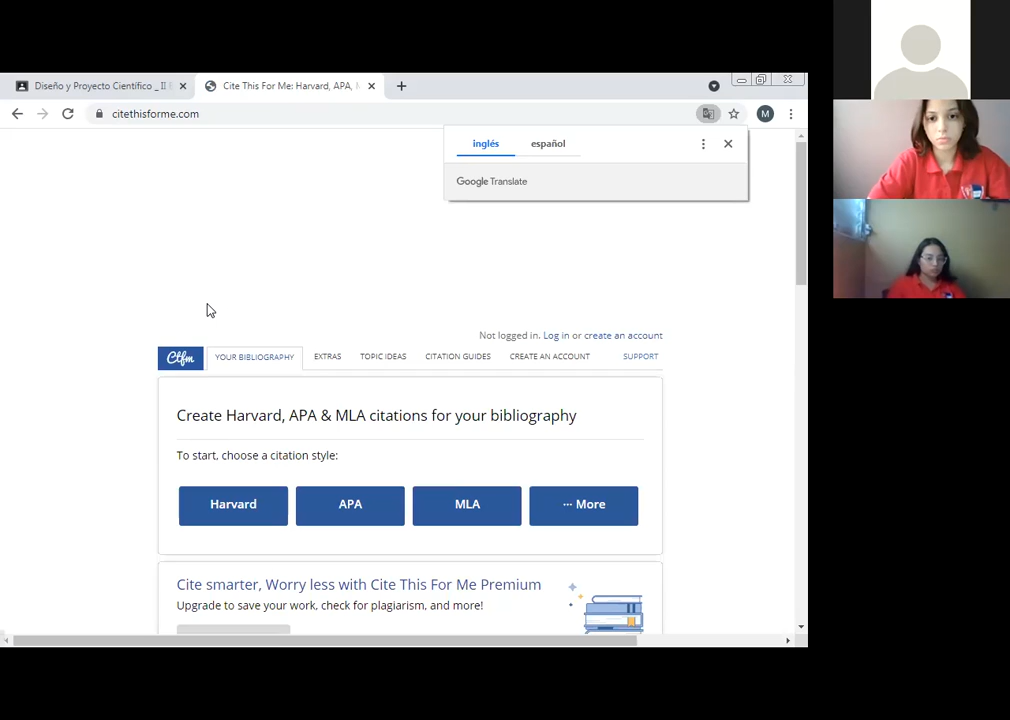 Diseño y Proyecto Científico _ II
Cite This For Me: Harvard, APA,
citethisforme.com
M
inglés español
Google Translate
Not logged in. Log in or create an account
Ctfm YOUR BIBLIOGRAPHY EXTRAS TOPIC IDEAS CITATION GUIDES CREATE AN ACCOUNT SUPPORT
Create Harvard, APA & MLA citations for your bibliography
To start, choose a citation style:
Harvard APA MLA ··· More
Cite smarter, Worry less with Cite This For Me Premium
Upgrade to save your work, check for plagiarism, and more!